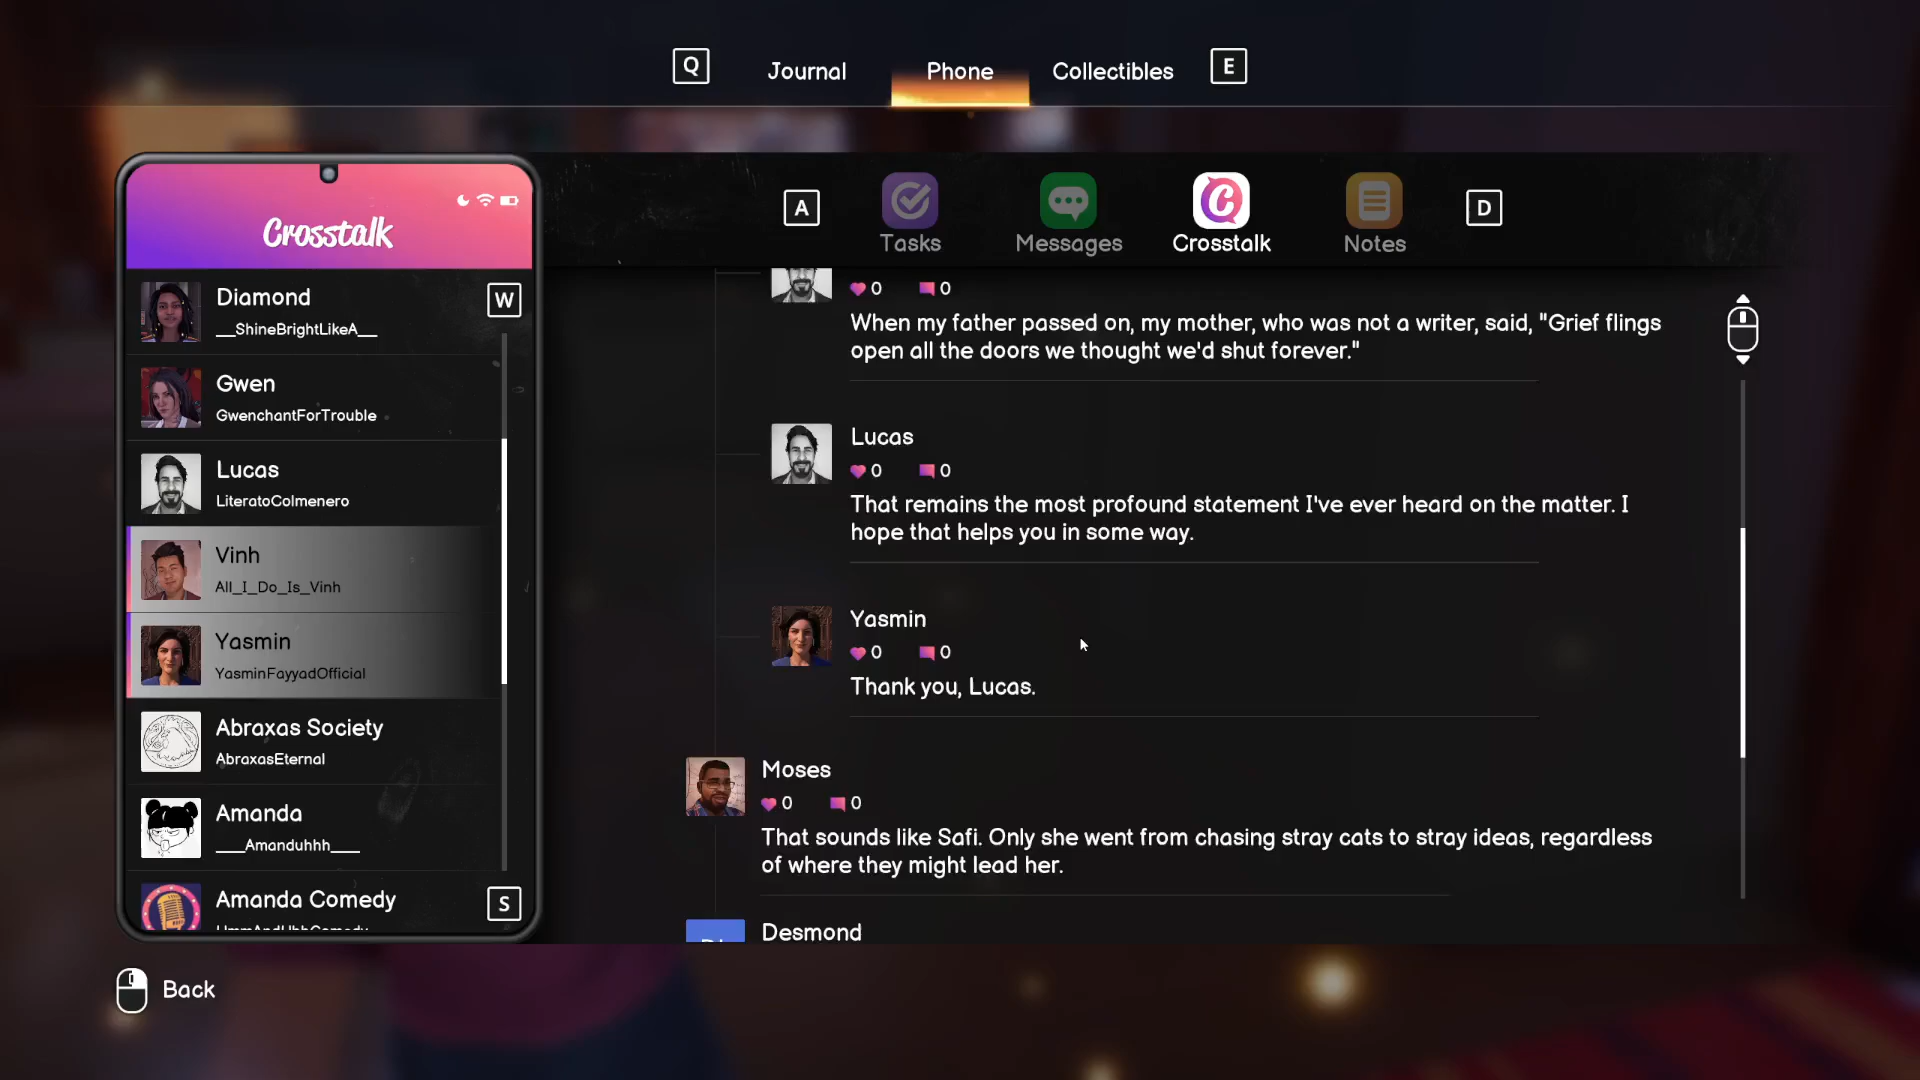 Q
Journal
Phone
Collectibles
E
Crosstalk
A
Tasks
Messages
Crosstalk
Notes
D
Diamond
__ShineBrightLikeA__
W
Gwen
GwenchantForTrouble
Lucas
LiteratoColmenero
Vinh
All_I_Do_Is_Vinh
Yasmin
YasminFayyadOfficial
Abraxas Society
AbraxasEternal
Amanda
___Amanduhhh___
Amanda Comedy
UmmAndUhhComedy
S
0 0
When my father passed on, my mother, who was not a writer, said, "Grief flings
open all the doors we thought we'd shut forever."
Lucas
0 0
That remains the most profound statement I've ever heard on the matter. I
hope that helps you in some way.
Yasmin
0 0
Thank you, Lucas.
Moses
0 0
That sounds like Safi. Only she went from chasing stray cats to stray ideas, regardless
of where they might lead her.
Desmond
Back